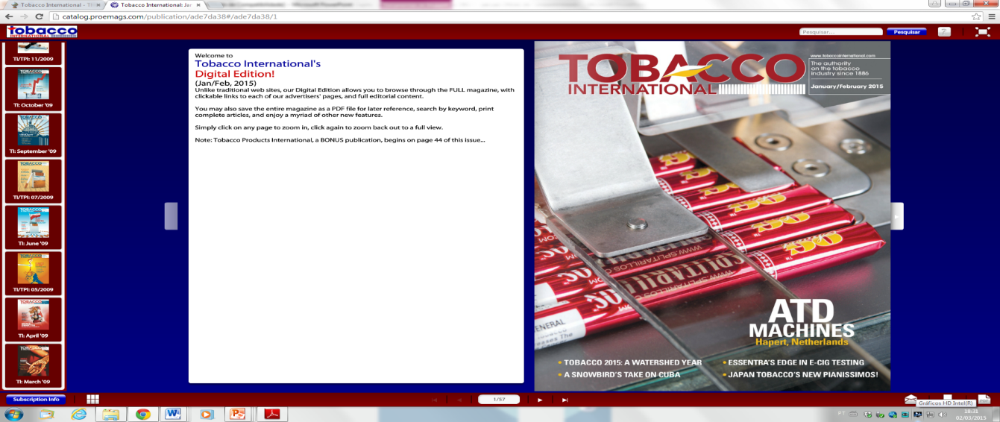 Tobacco International - Th
Tobacco International: Jar
catalog.proemags.com/publication/ade7da38#/ade7da38/1
tobacco
INTERNATIONAL
Pesquisar...
Pesquisar
?
TI/TPI: 11/2009
TI: October '09
TI: September '09
TI/TPI: 07/2009
TI: June '09
TI/TPI: 05/2009
TI: April '09
TI: March '09
Welcome to
Tobacco International's
Digital Edition!
(Jan/Feb, 2015)
Unlike traditional web sites, our Digital Edition allows you to browse through the FULL magazine, with
clickable links to each of our advertisers' pages, and full editorial content.
You may also save the entire magazine as a PDF file for later reference, search by keyword, print
complete articles, and enjoy a myriad of other new features.
Simply click on any page to zoom in, click again to zoom back out to a full view.
Note: Tobacco Products International, a BONUS publication, begins on page 44 of this issue...
TOBACCO
INTERNATIONAL
www.tobaccointernational.com
The authority
on the tobacco
industry since 1886
January/February 2015
WWW.SPLITARILLOS.COM
SPLITARILLOS
GENERAL
ATD
MACHINES
Hapert, Netherlands
• TOBACCO 2015: A WATERSHED YEAR
• A SNOWBIRD'S TAKE ON CUBA
• ESSENTRA'S EDGE IN E-CIG TESTING
• JAPAN TOBACCO'S NEW PIANISSIMOS!
Subscription Info
1/57
Gráficos HD Intel(R)
PT
18:31
02/03/2015